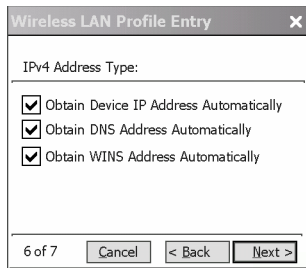 Wireless LAN Profile Entry
IPv4 Address Type:
Obtain Device IP Address Automatically
Obtain DNS Address Automatically
Obtain WINS Address Automatically
6 of 7 Cancel < Back Next >